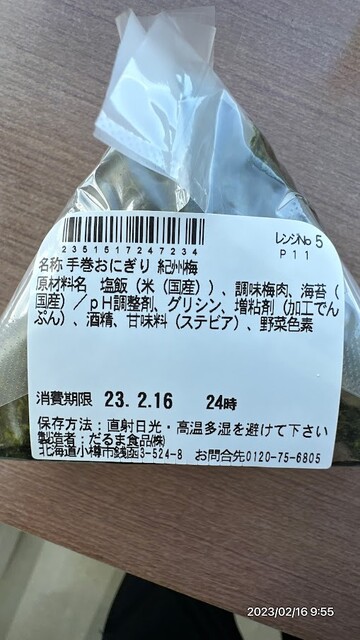 2351517247234
レンジNo 5
P11
名称 手巻おにぎり 紀州梅
原材料名 塩飯（米（国産））、調味梅肉、海苔（
国産）／pH調整剤、グリシン、増粘剤（加工でん
ぷん）、酒精、甘味料（ステビア）、野菜色素
消費期限 23.2.16 24時
保存方法：直射日光・高温多湿を避けて下さい
製造者：だるま食品㈱
北海道小樽市銭函3-524-8 お問合先0120-75-6805
2023/02/16 9:55